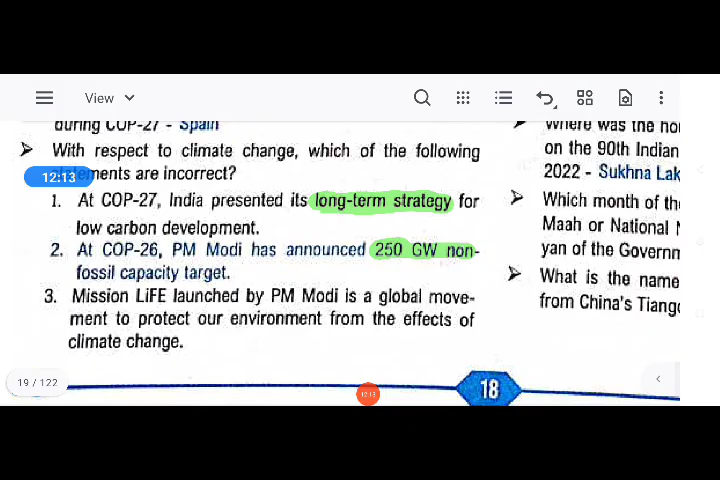 View
during COP-27 - Spain
With respect to climate change, which of the following
12:13
are incorrect?
1. At COP-27, India presented its long-term strategy for
low carbon development.
2. At COP-26, PM Modi has announced 250 GW non-
fossil capacity target.
3. Mission LiFE launched by PM Modi is a global move-
ment to protect our environment from the effects of
climate change.
19 / 122
12:13
18
Where was the
on the 90th Indian
2022 - Sukhna Lak
Which month of th
Maah or National
yan of the Governm
What is the name
from China's Tiang